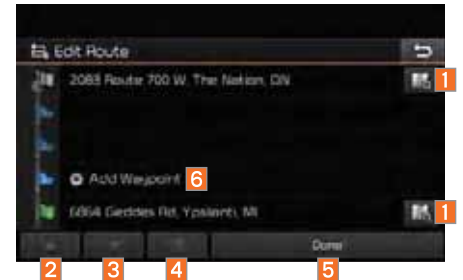 Edit Route
2083 Route 700 W, The Nation, ON
1
Add Waypoint 6
6864 Geddes Rd, Ypsilanti, MI
1
Done
2 3 4 5